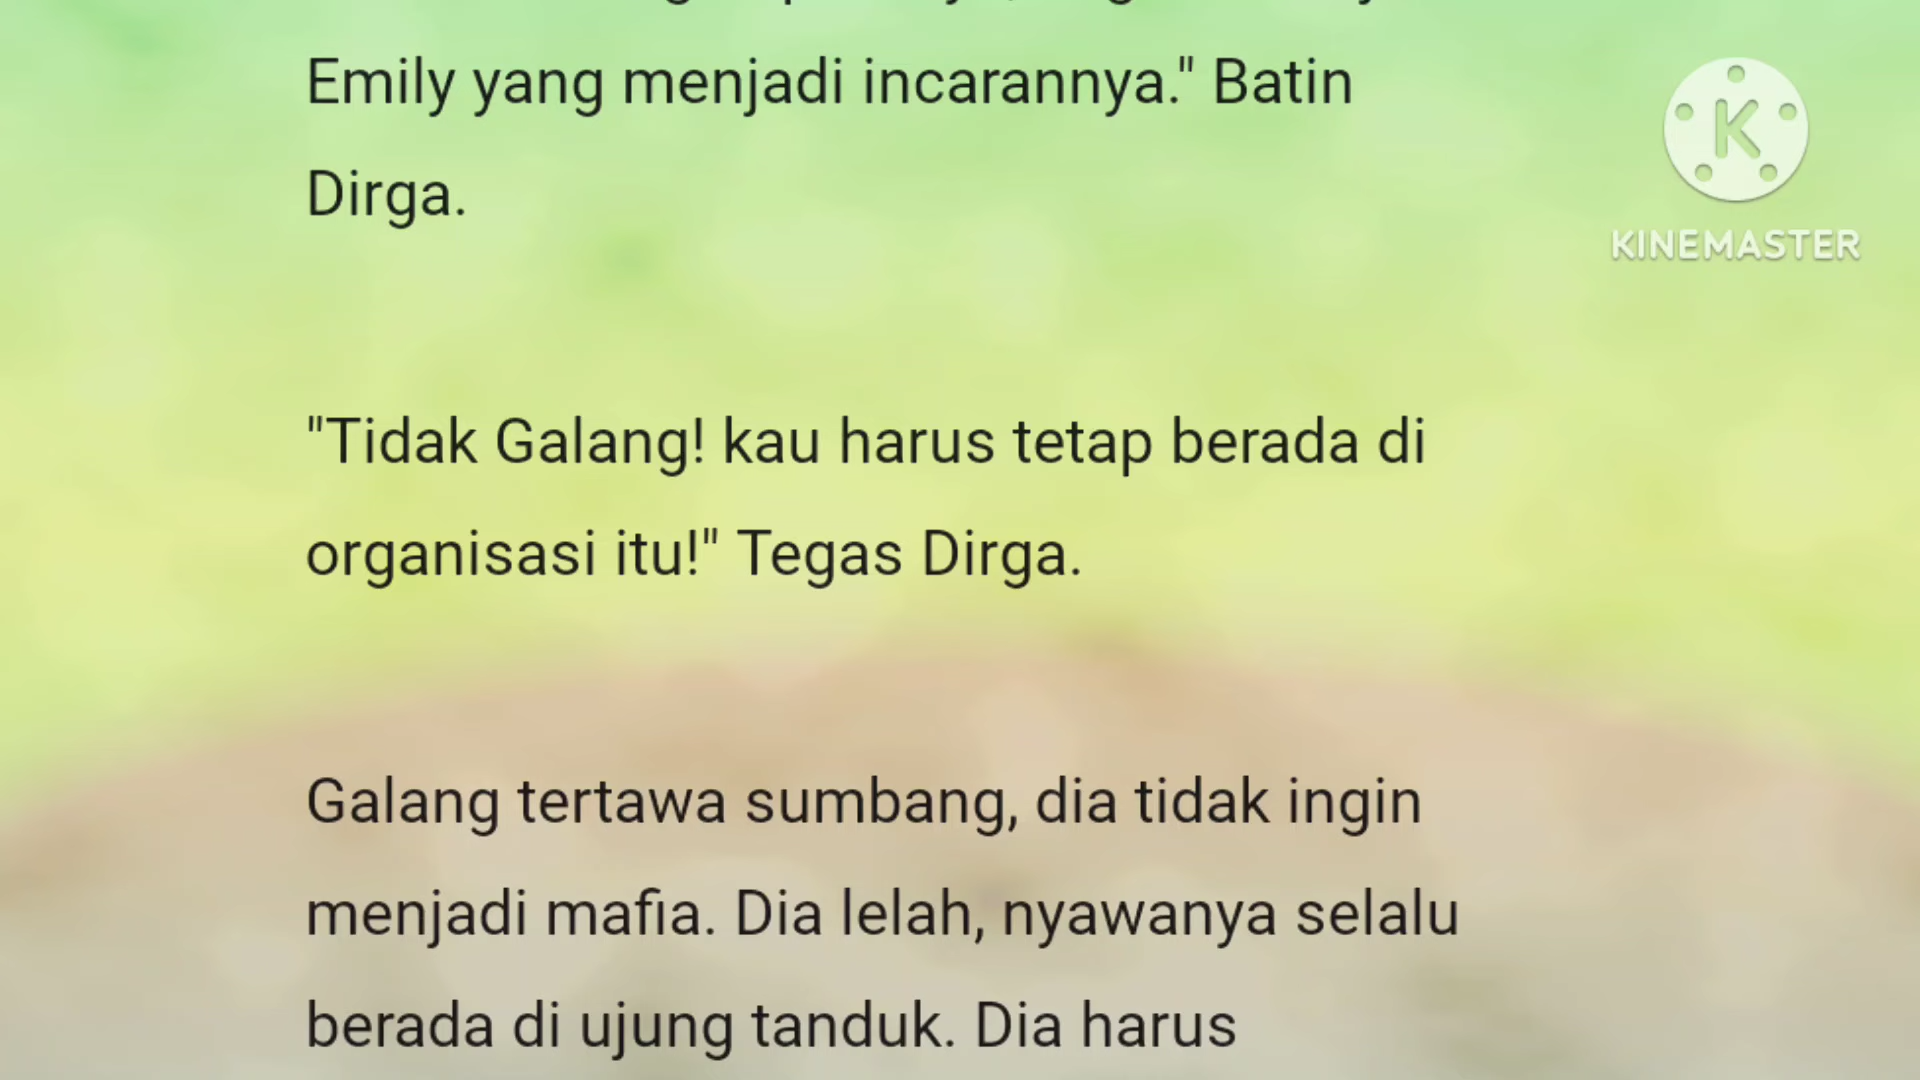 Emily yang menjadi incarannya." Batin
Dirga.
"Tidak Galang! kau harus tetap berada di
organisasi itu!" Tegas Dirga.
Galang tertawa sumbang, dia tidak ingin
menjadi mafia. Dia lelah, nyawanya selalu
berada di ujung tanduk. Dia harus
K
KINEMASTER